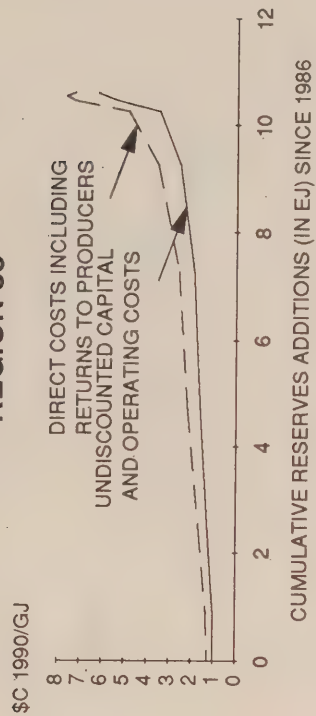 $C 1990/GJ
DIRECT COSTS INCLUDING
RETURNS TO PRODUCERS
UNDISCOUNTED CAPITAL
AND OPERATING COSTS
8
7
6
5
4
3
2
1
0
0
2
4
6
8
10
12
CUMULATIVE RESERVES ADDITIONS (IN EJ) SINCE 1986